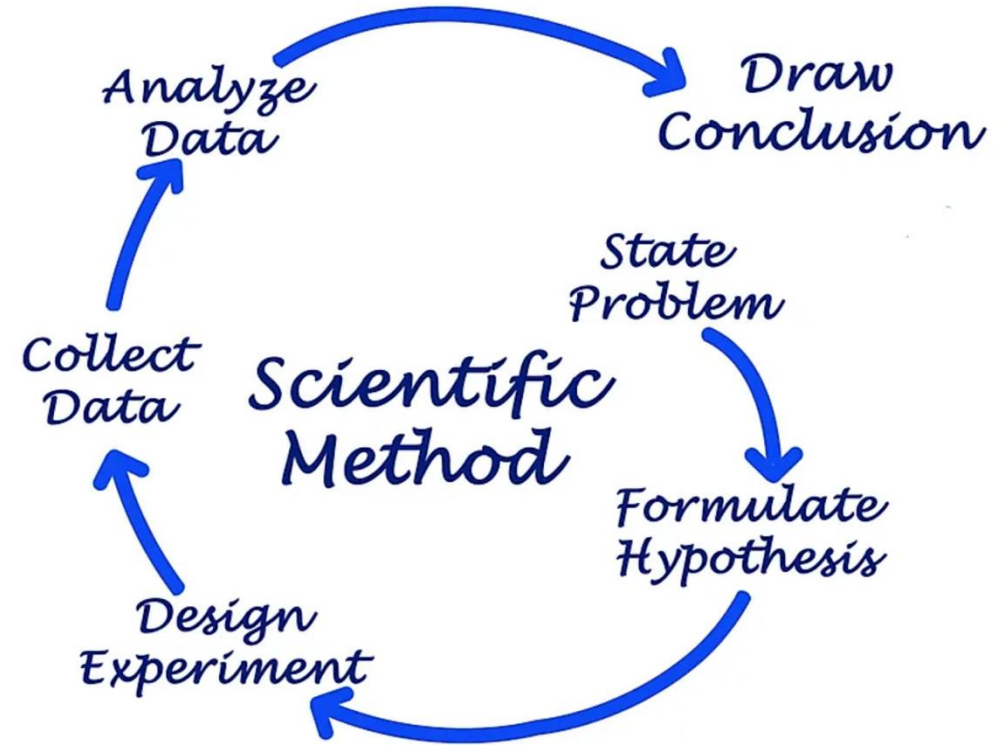 Analyze
Data
Draw
Conclusion
State
Problem
Collect
Data
Scientific
Method
Formulate
Hypothesis
Design
Experiment